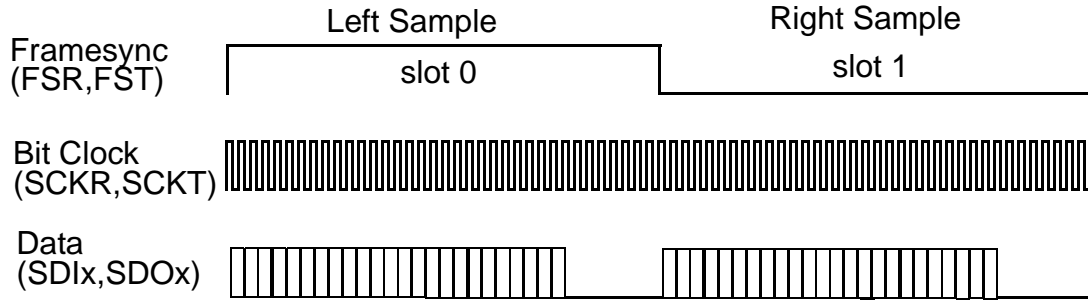 Left Sample
Right Sample
Framesync
(FSR,FST)
slot 0
slot 1
Bit Clock
(SCKR,SCKT)
Data
(SDIx,SDOx)